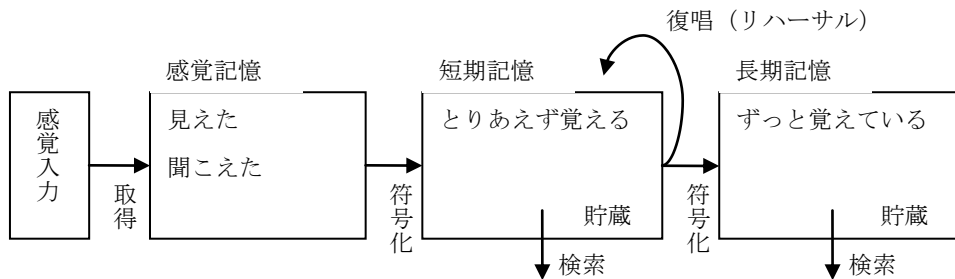 復唱（リハーサル）
感覚記憶
短期記憶
長期記憶
感覚入力
取得
見えた
聞こえた
符号化
とりあえず覚える
貯蔵
検索
符号化
ずっと覚えている
貯蔵
検索